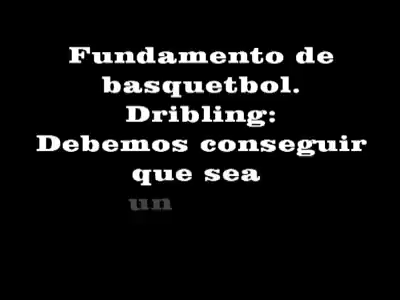 Fundamento de
basquetbol.
Dribling:
Debemos conseguir
que sea
un